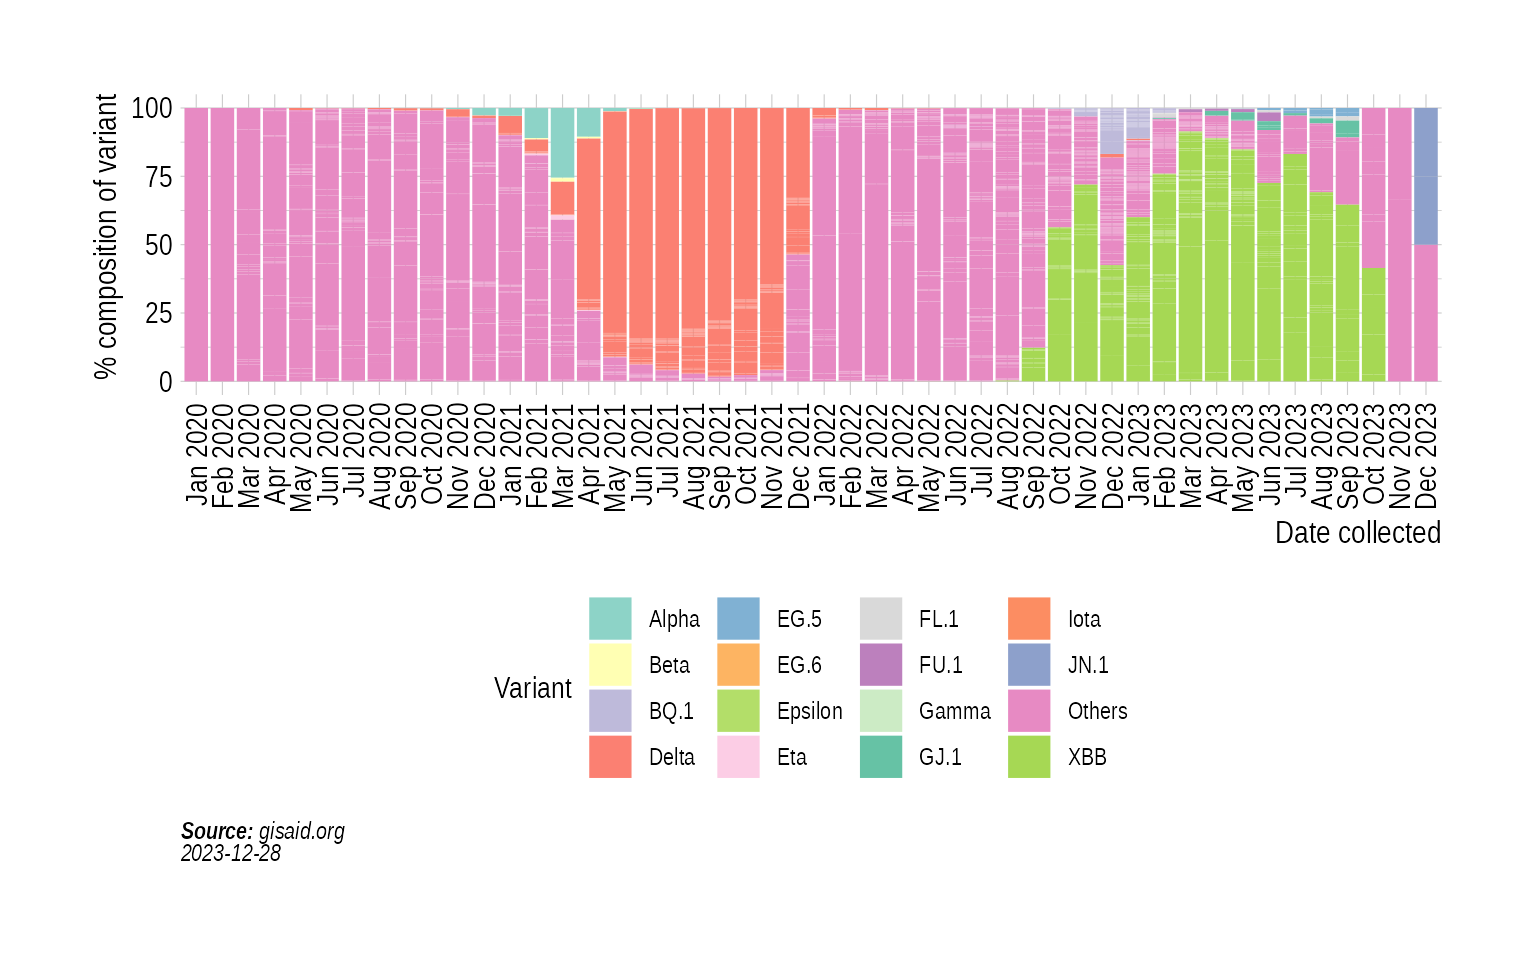 % composition of variant
100
75
50
25
0
Jan 2020
Feb 2020
Mar 2020
Apr 2020
May 2020
Jun 2020
Jul 2020
Aug 2020
Sep 2020
Oct 2020
Nov 2020
Dec 2020
Jan 2021
Feb 2021
Mar 2021
Apr 2021
May 2021
Jun 2021
Jul 2021
Aug 2021
Sep 2021
Oct 2021
Nov 2021
Dec 2021
Jan 2022
Feb 2022
Mar 2022
Apr 2022
May 2022
Jun 2022
Jul 2022
Aug 2022
Sep 2022
Oct 2022
Nov 2022
Dec 2022
Jan 2023
Feb 2023
Mar 2023
Apr 2023
May 2023
Jun 2023
Jul 2023
Aug 2023
Sep 2023
Oct 2023
Nov 2023
Dec 2023
Date collected
Variant
Alpha
Beta
BQ.1
Delta
EG.5
EG.6
Epsilon
Eta
FL.1
FU.1
Gamma
GJ.1
Iota
JN.1
Others
XBB
Source: gisaid.org
2023-12-28